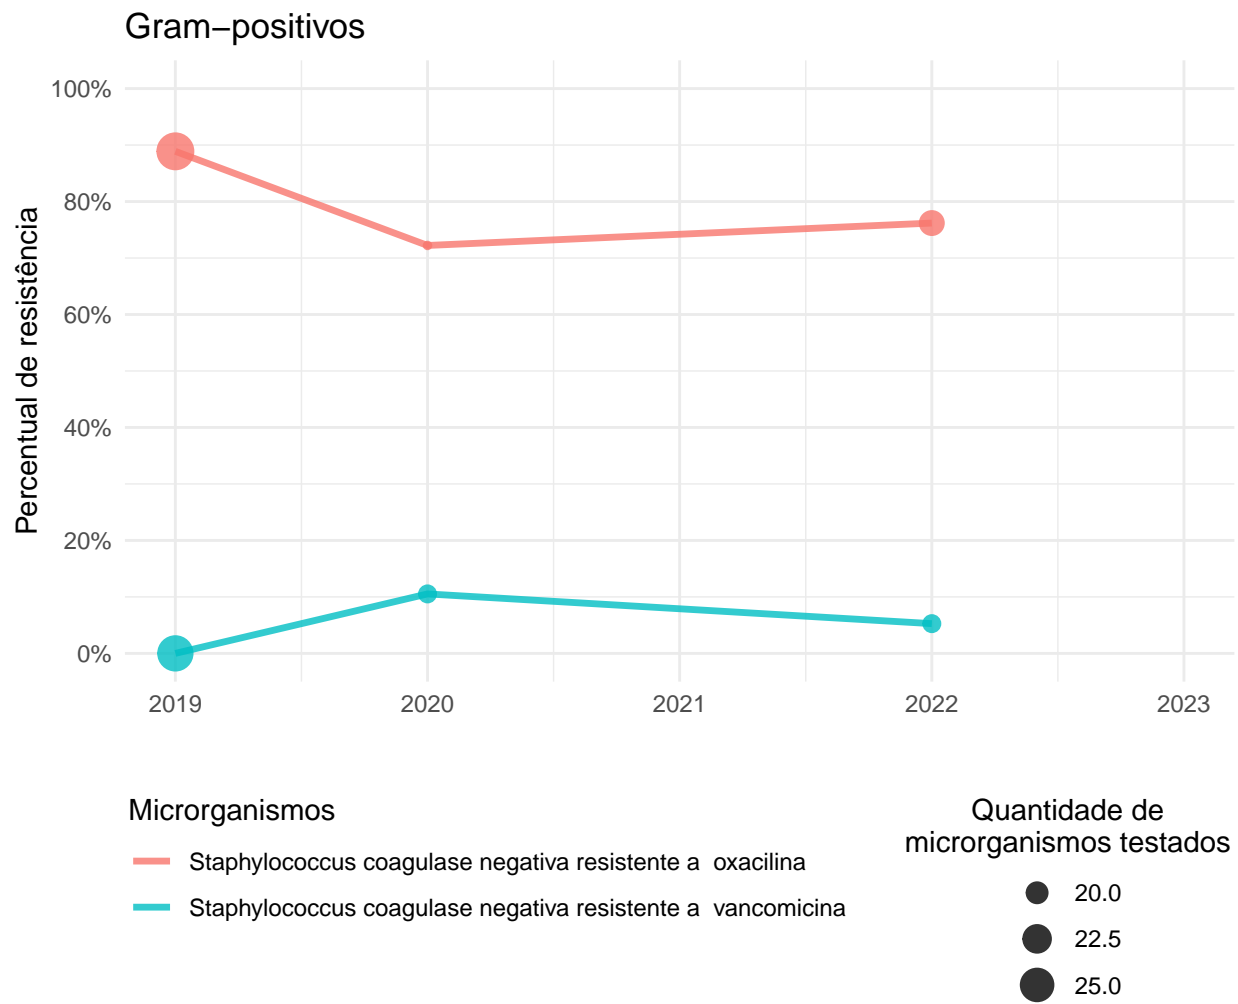 Gram−positivos
Percentual de resistência
100%
80%
60%
40%
20%
0%
2019 2020 2021 2022 2023
Microrganismos
Staphylococcus coagulase negativa resistente a  oxacilina
Staphylococcus coagulase negativa resistente a  vancomicina
Quantidade de
microrganismos testados
20.0
22.5
25.0